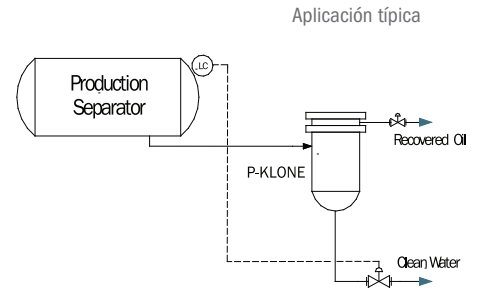 Aplicación típica
LC
Production
Separator
Recovered Oil
P-KLONE
Clean Water